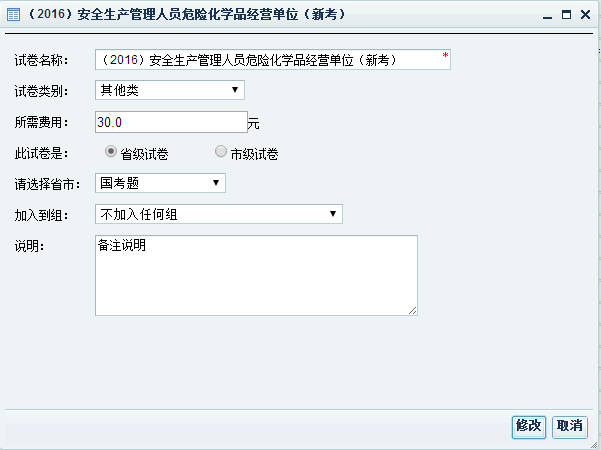 （2016）安全生产管理人员危险化学品经营单位（新考）
试卷名称： （2016）安全生产管理人员危险化学品经营单位（新考） *
试卷类别： 其他类
所需费用： 30.0 元
此试卷是： 省级试卷 市级试卷
请选择省市： 国考题
加入到组： 不加入任何组
说明： 备注说明
修改 取消